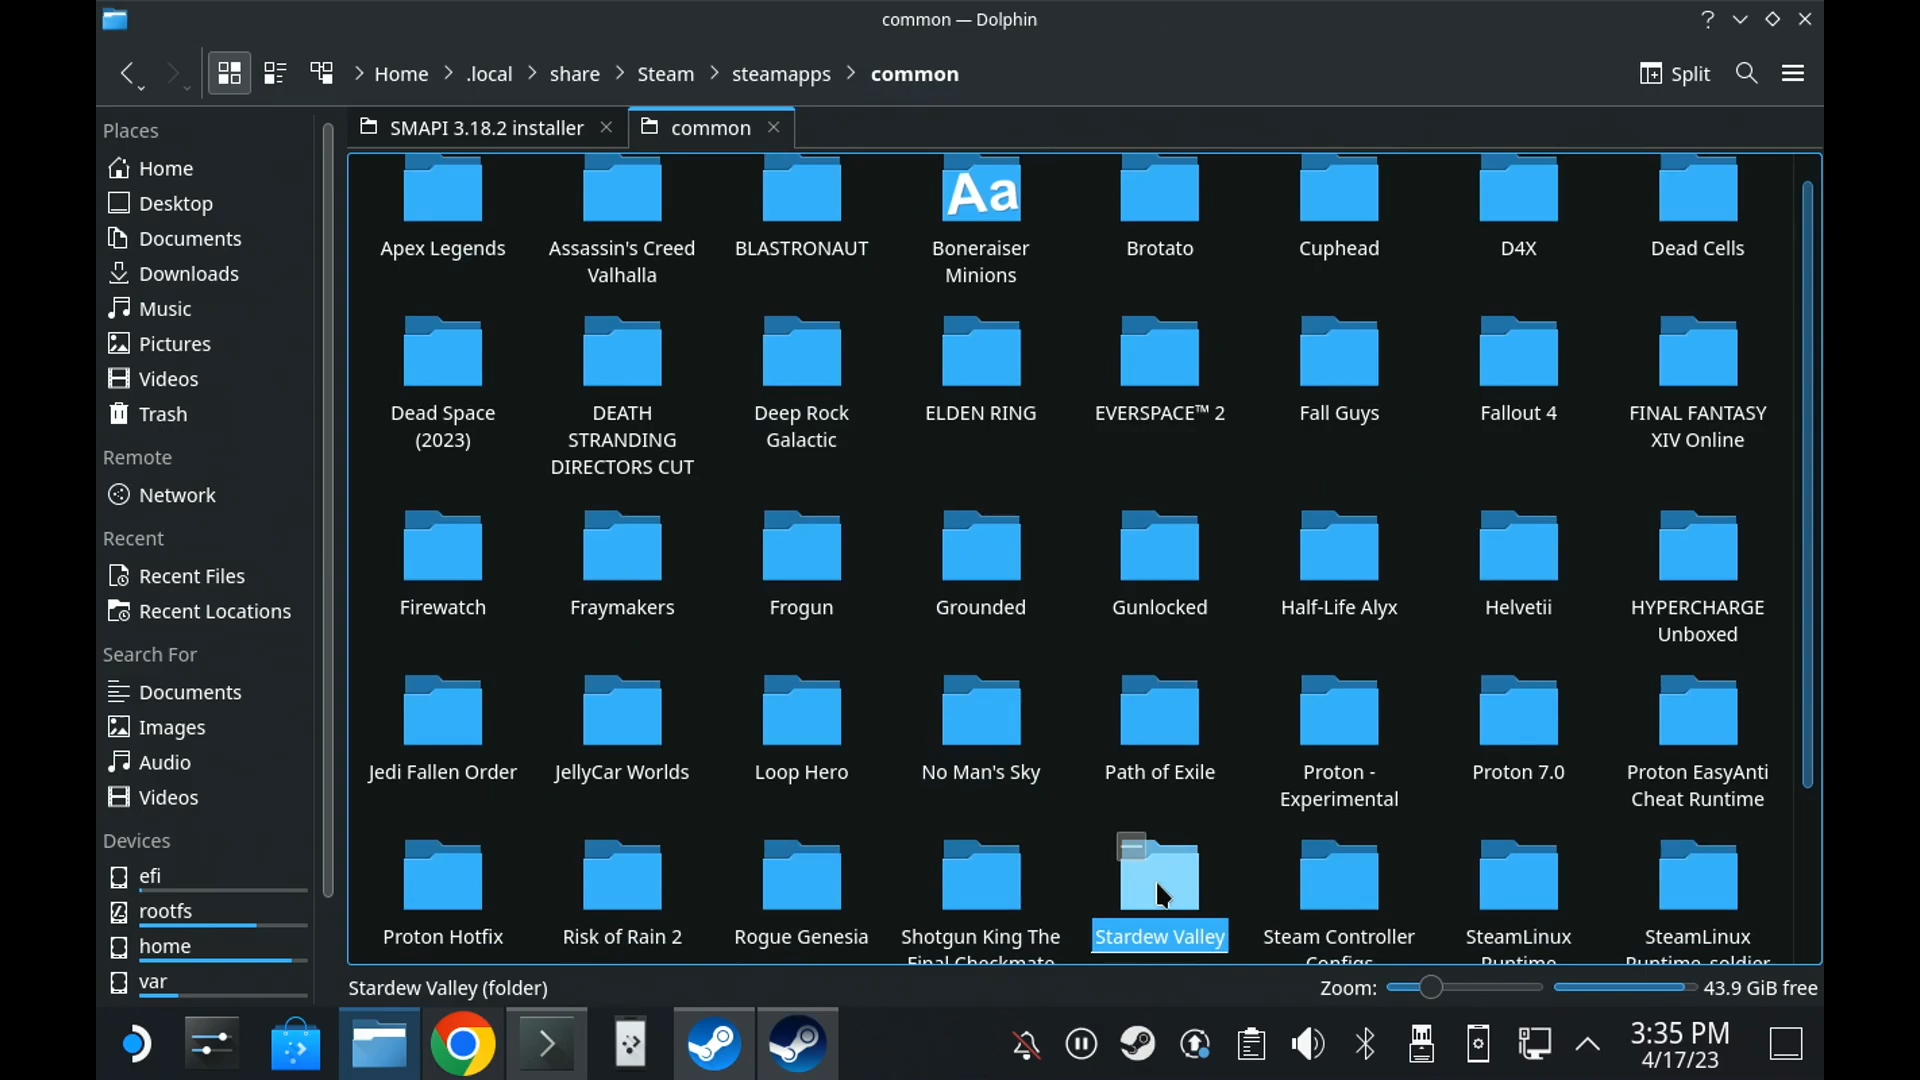 common — Dolphin
Home > .local > share > Steam > steamapps > common
Split
SMAPI 3.18.2 installer
common
Places
Home
Desktop
Documents
Downloads
Music
Pictures
Videos
Trash
Remote
Network
Recent
Recent Files
Recent Locations
Search For
Documents
Images
Audio
Videos
Devices
efi
rootfs
home
var
Aa
Apex Legends
Assassin's Creed
Valhalla
BLASTRONAUT
Boneraiser
Minions
Brotato
Cuphead
D4X
Dead Cells
Dead Space
(2023)
DEATH
STRANDING
DIRECTORS CUT
Deep Rock
Galactic
ELDEN RING
EVERSPACE™ 2
Fall Guys
Fallout 4
FINAL FANTASY
XIV Online
Firewatch
Fraymakers
Frogun
Grounded
Gunlocked
Half-Life Alyx
Helvetii
HYPERCHARGE
Unboxed
Jedi Fallen Order
JellyCar Worlds
Loop Hero
No Man's Sky
Path of Exile
Proton -
Experimental
Proton 7.0
Proton EasyAnti
Cheat Runtime
Proton Hotfix
Risk of Rain 2
Rogue Genesia
Shotgun King The
Final Checkmate
Stardew Valley
Steam Controller
Configs
SteamLinux
Runtime
SteamLinux
Runtime_soldier
Stardew Valley (folder)
Zoom:
43.9 GiB free
3:35 PM
4/17/23